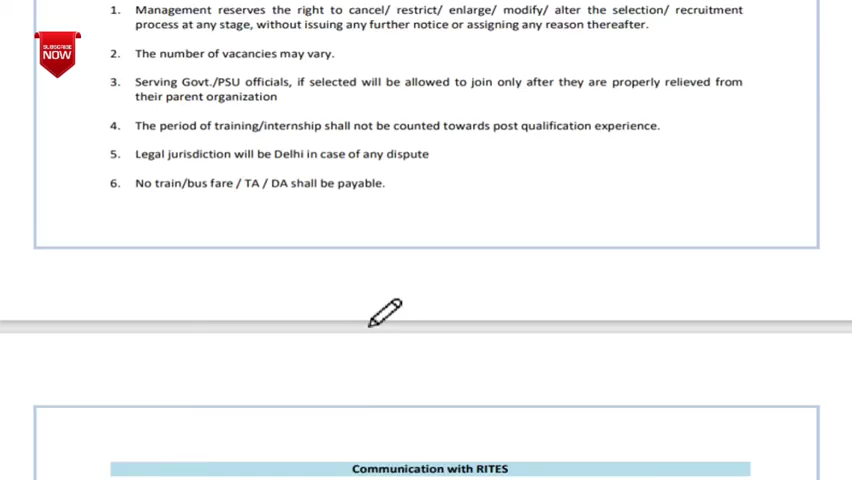 1. Management reserves the right to cancel/ restrict/ enlarge/ modify/ alter the selection/ recruitment
process at any stage, without issuing any further notice or assigning any reason thereafter.
SUBSCRIBE
NOW
2. The number of vacancies may vary.
3. Serving Govt./PSU officials, if selected will be allowed to join only after they are properly relieved from
their parent organization
4. The period of training/internship shall not be counted towards post qualification experience.
5. Legal jurisdiction will be Delhi in case of any dispute
6. No train/bus fare / TA / DA shall be payable.
Communication with RITES